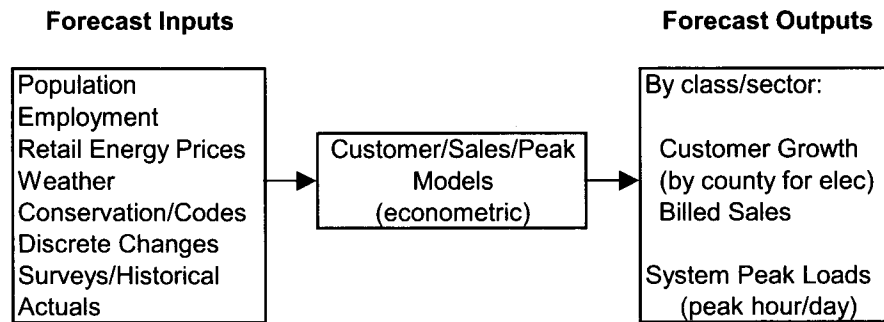 Forecast Inputs
Population
Employment
Retail Energy Prices
Weather
Conservation/Codes
Discrete Changes
Surveys/Historical
Actuals
Customer/Sales/Peak
Models
(econometric)
Forecast Outputs
By class/sector:
Customer Growth
(by county for elec)
Billed Sales
System Peak Loads
(peak hour/day)